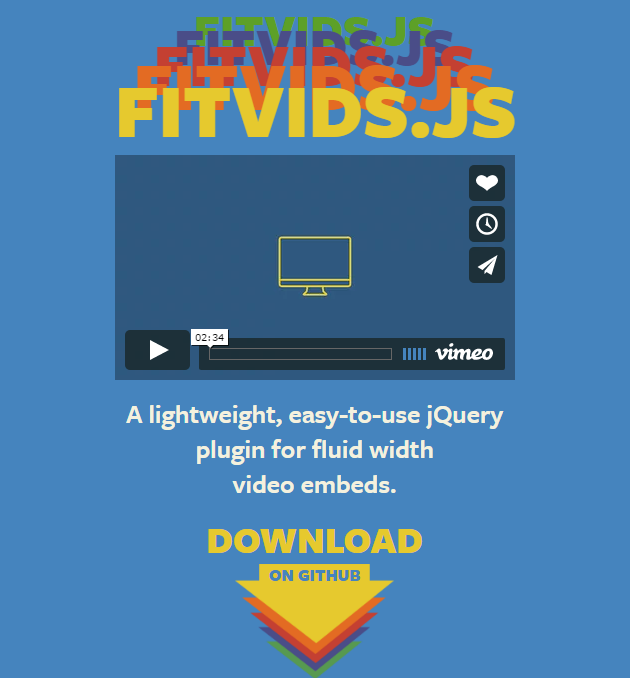 FITVIDS.JS
FITVIDS.JS
FITVIDS.JS
FITVIDS.JS
FITVIDS.JS
02:34
vimeo
A lightweight, easy-to-use jQuery
plugin for fluid width
video embeds.
DOWNLOAD
ON GITHUB